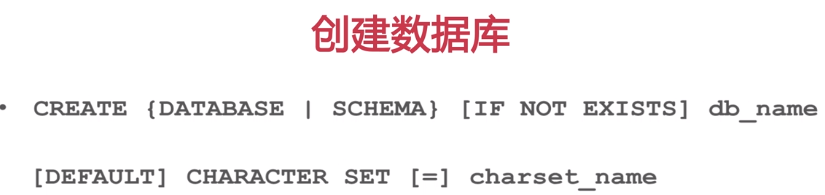 创建数据库
• CREATE {DATABASE | SCHEMA} [IF NOT EXISTS] db_name
[DEFAULT] CHARACTER SET [=] charset_name